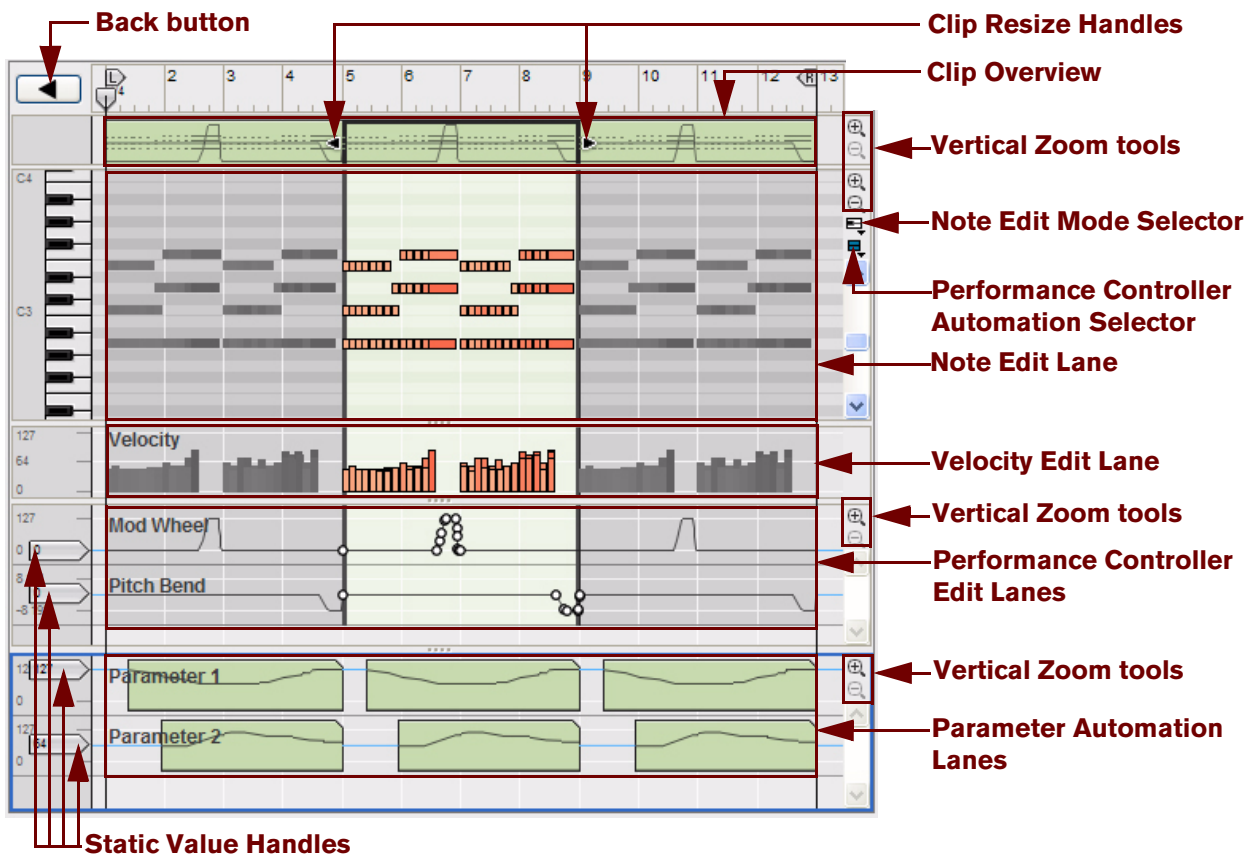 Back button
Clip Resize Handles
Clip Overview
L 2 3 4 5 6 7 8 9 10 11 12 R 13
4
Vertical Zoom tools
C4
Note Edit Mode Selector
Performance Controller
Automation Selector
C3
Note Edit Lane
127
Velocity
64
Velocity Edit Lane
0
Vertical Zoom tools
127
Mod Wheel
0 0
Performance Controller
Edit Lanes
8
Pitch Bend
0
Vertical Zoom tools
127
Parameter 1
0
Parameter Automation
Lanes
127
Parameter 2
64
0
Static Value Handles